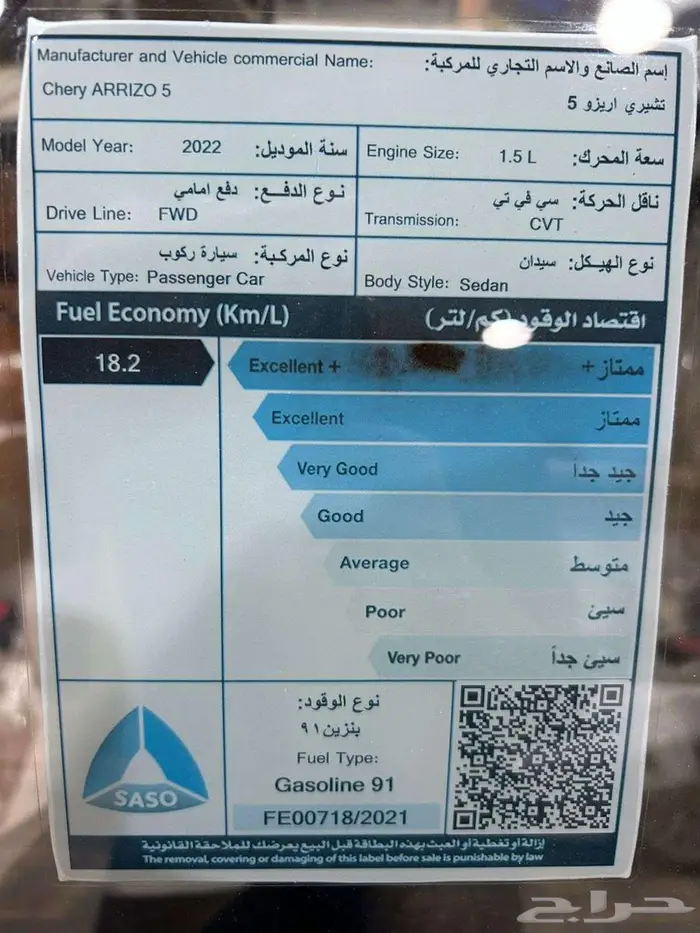 Manufacturer and Vehicle commercial Name:
إسم الصانع والاسم التجاري للمركبة:
Chery ARRIZO 5
تشيري اريزو 5
Model Year: 2022 سنة الموديل:
Engine Size: 1.5 L سعة المحرك:
نوع الدفع: دفع امامي
Drive Line: FWD
ناقل الحركة: سي في تي
Transmission: CVT
نوع المركبة: سيارة ركوب
Vehicle Type: Passenger Car
نوع الهيكل: سيدان
Body Style: Sedan
Fuel Economy (Km/L)
اقتصاد الوقود (كم/لتر)
18.2
Excellent + ممتاز +
Excellent ممتاز
Very Good جيد جداً
Good جيد
Average متوسط
Poor سيئ
Very Poor سيئ جداً
SASO
نوع الوقود:
بنزين ٩١
Fuel Type:
Gasoline 91
FE00718/2021
إزالة أو تغطية أو العبث بهذه البطاقة قبل البيع يعرضك للملاحقة القانونية
The removal, covering or damaging of this label before sale is punishable by law
حراج